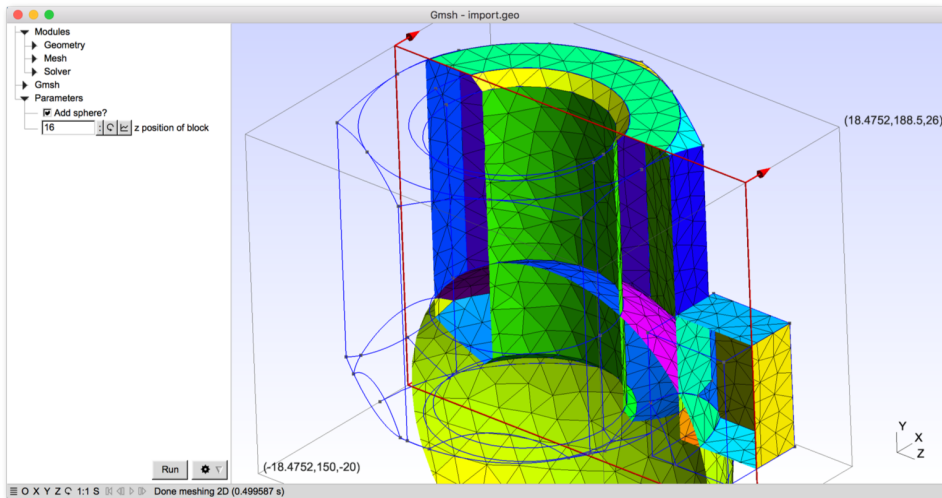 Gmsh - import.geo
Modules
Geometry
Mesh
Solver
Gmsh
Parameters
Add sphere?
16 z position of block
(18.4752,188.5,26)
(-18.4752,150,-20)
Y
X
Z
Run
O X Y Z 1:1 S Done meshing 2D (0.499587 s)